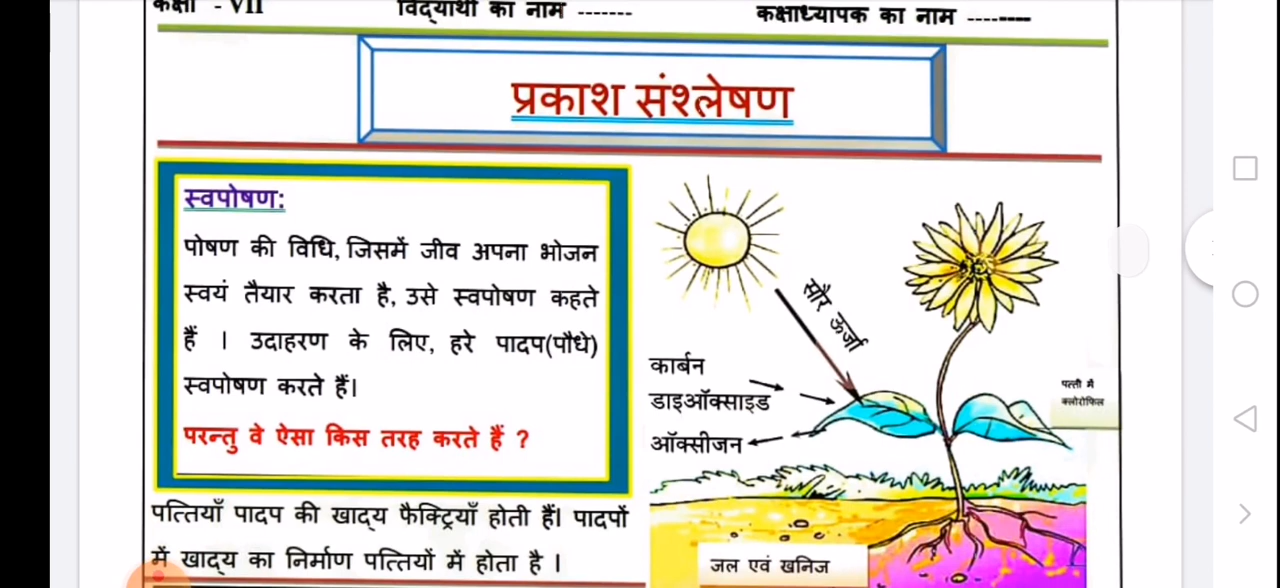 कक्षा - VII विद्यार्थी का नाम ------- कक्षाध्यापक का नाम ---------
प्रकाश संश्लेषण
स्वपोषण:
पोषण की विधि, जिसमें जीव अपना भोजन
स्वयं तैयार करता है, उसे स्वपोषण कहते
हैं । उदाहरण के लिए, हरे पादप(पौधे)
स्वपोषण करते हैं।
परन्तु वे ऐसा किस तरह करते हैं ?
पत्तियाँ पादप की खाद्य फैक्ट्रियाँ होती हैं। पादपों
में खाद्य का निर्माण पत्तियों में होता है ।
सौर ऊर्जा
कार्बन
डाइऑक्साइड
ऑक्सीजन
पत्ती में
क्लोरोफिल
जल एवं खनिज